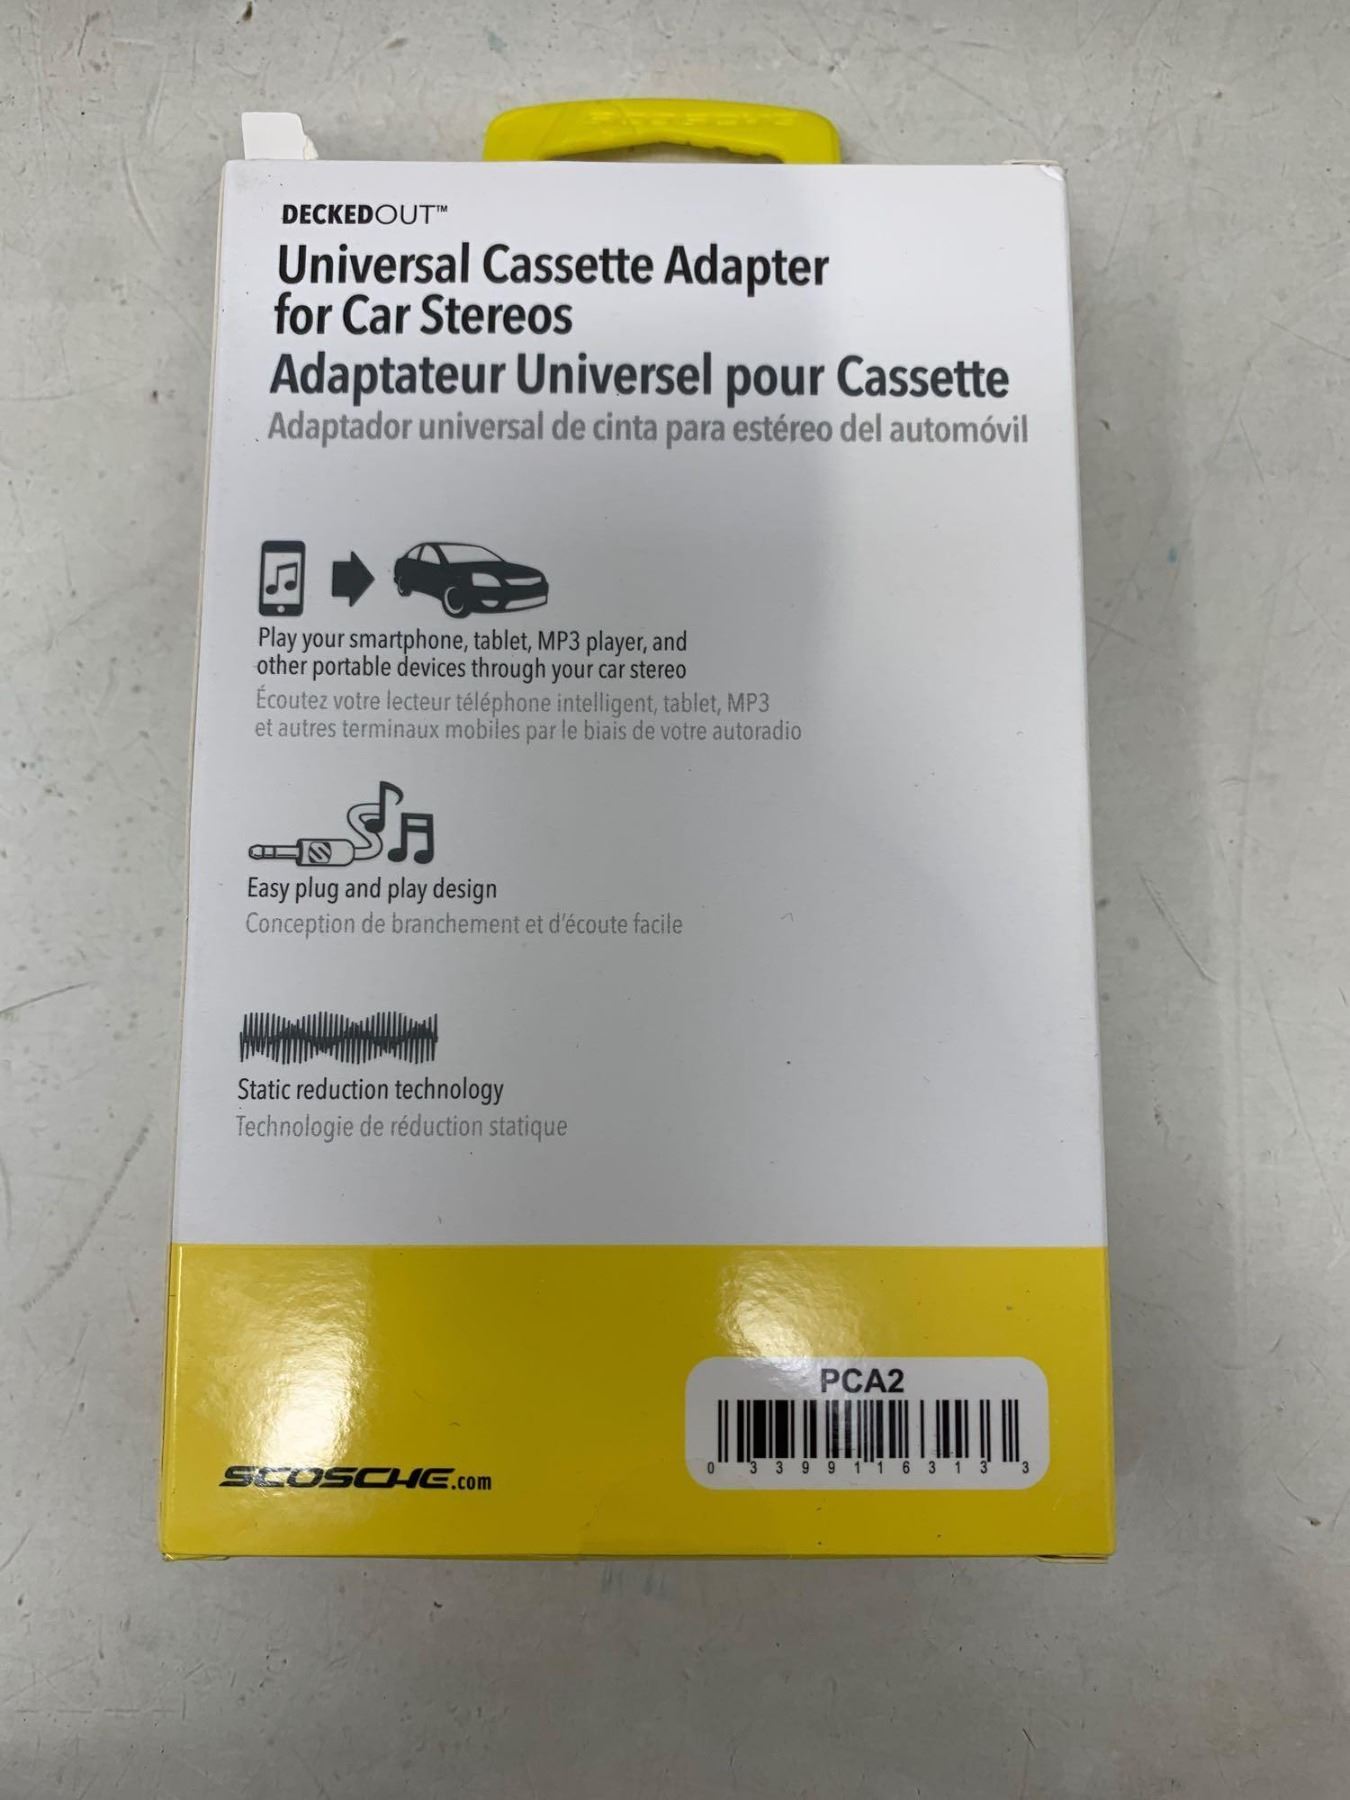 SCOSCHE
DECKEDOUT™
Universal Cassette Adapter
for Car Stereos
Adaptateur Universel pour Cassette
Adaptador universal de cinta para estéreo del automóvil
Play your smartphone, tablet, MP3 player, and
other portable devices through your car stereo
Écoutez votre lecteur téléphone intelligent, tablet, MP3
et autres terminaux mobiles par le biais de votre autoradio
Easy plug and play design
Conception de branchement et d'écoute facile
Static reduction technology
Technologie de réduction statique
PCA2
0 33991 16313 3
SCOSCHE.com